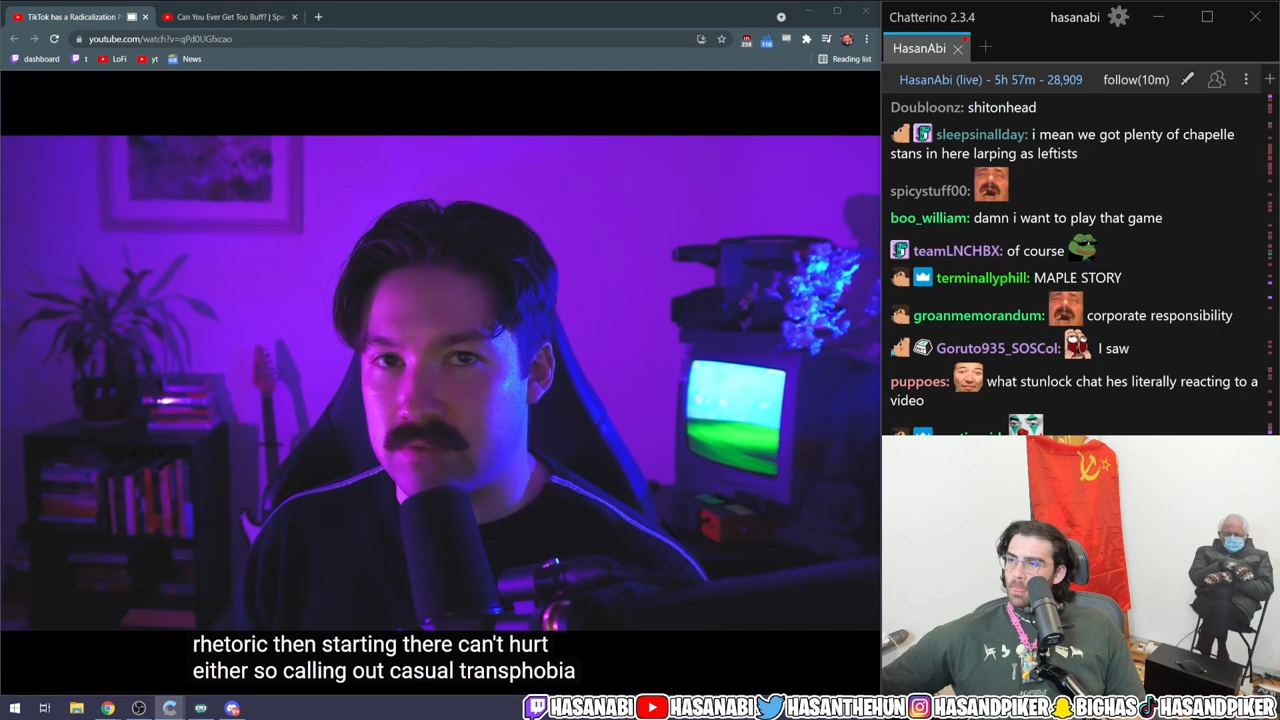 TikTok has a Radicalization P
Can You Ever Get Too Buff? | Sp
youtube.com/watch?v=qPd0UGfxcao
dashboard
t
LoFi
yt
News
Reading list
rhetoric then starting there can't hurt
either so calling out casual transphobia
Chatterino 2.3.4
hasanabi
HasanAbi
HasanAbi (live) - 5h 57m - 28,909
follow(10m)
Doubloonz: shitonhead
sleepsinallday: i mean we got plenty of chapelle
stans in here larping as leftists
spicystuff00:
boo_william: damn i want to play that game
teamLNCHBX: of course
terminallyphill: MAPLE STORY
groanmemorandum: corporate responsibility
Goruto935_SOSCol: I saw
puppoes: what stunlock chat hes literally reacting to a
video
HASANABI HASANABI HASANTHEHUN HASANDPIKER BIGHAS HASANDPIKER